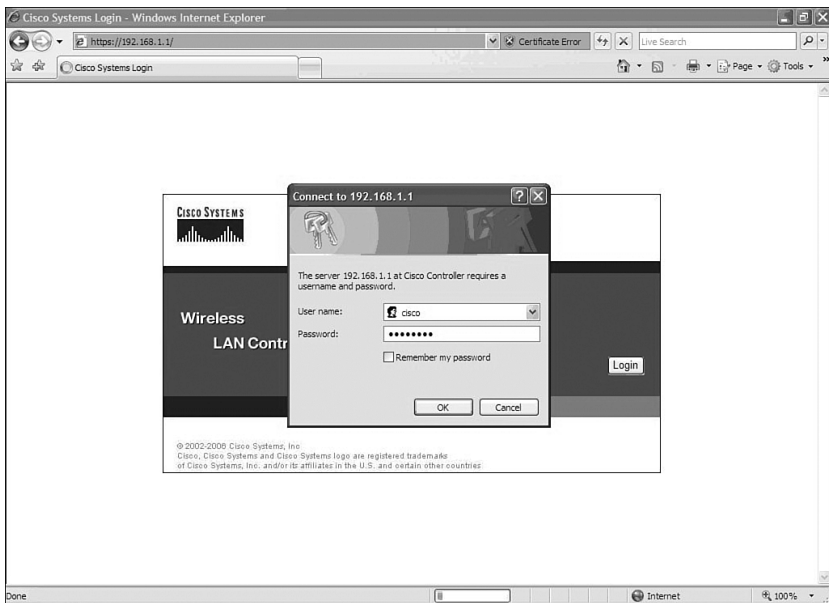 Cisco Systems Login - Windows Internet Explorer
https://192.168.1.1/
Certificate Error
Live Search
Cisco Systems Login
Page
Tools
Connect to 192.168.1.1
CISCO SYSTEMS
The server 192.168.1.1 at Cisco Controller requires a
username and password.
User name:
cisco
Password:
••••••••
Remember my password
OK
Cancel
Wireless
LAN Contr
Login
© 2002-2006 Cisco Systems, Inc
Cisco, Cisco Systems and Cisco Systems logo are registered trademarks
of Cisco Systems, Inc. and/or its affiliates in the U.S. and certain other countries
Done
Internet
100%